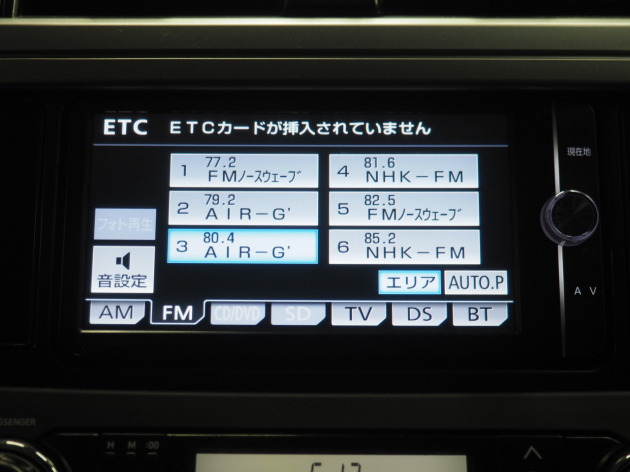 ETC ETCカードが挿入されていません
現在地
1 77.2 FMノースウェーブ
4 81.6 NHK-FM
2 79.2 AIR-G'
5 82.5 FMノースウェーブ
フォト再生
3 80.4 AIR-G'
6 85.2 NHK-FM
音設定
エリア AUTO.P
AV
AM FM CD/DVD SD TV DS BT
H M :00